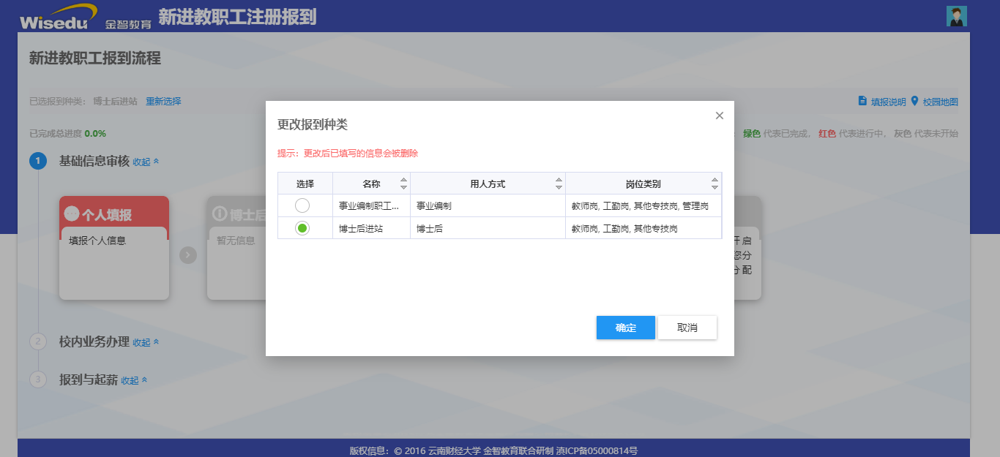 Wisedu 金智教育 新进教职工注册报到
新进教职工报到流程
已选报到种类： 博士后进站 重新选择
填报说明 校园地图
已完成总进度 0.0%
绿色 代表已完成， 红色 代表进行中， 灰色 代表未开始
1 基础信息审核 收起
个人填报
填报个人信息
博士后
暂无信息
开启
您分
分配
更改报到种类
提示：更改后已填写的信息会被删除
选择 名称 用人方式 岗位类别
事业编制职工... 事业编制 教师岗, 工勤岗, 其他专技岗, 管理岗
博士后进站 博士后 教师岗, 工勤岗, 其他专技岗
确定 取消
2 校内业务办理 收起
3 报到与起薪 收起
版权信息：© 2016 云南财经大学 金智教育联合研制 滇ICP备05000814号